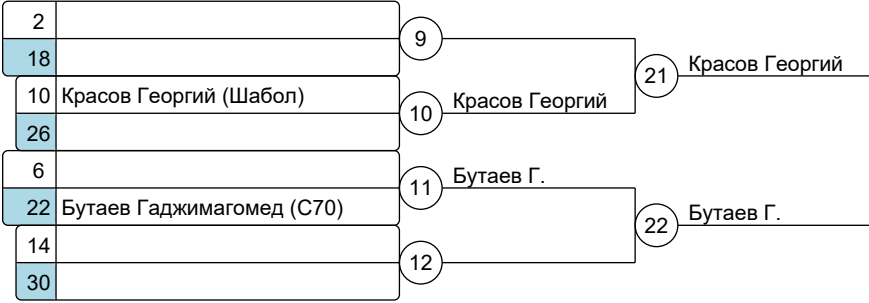 2
9
18
21 Красов Георгий
10 Красов Георгий (Шабол)
10 Красов Георгий
26
6
11 Бутаев Г.
22 Бутаев Гаджимагомед (С70)
22 Бутаев Г.
14
12
30